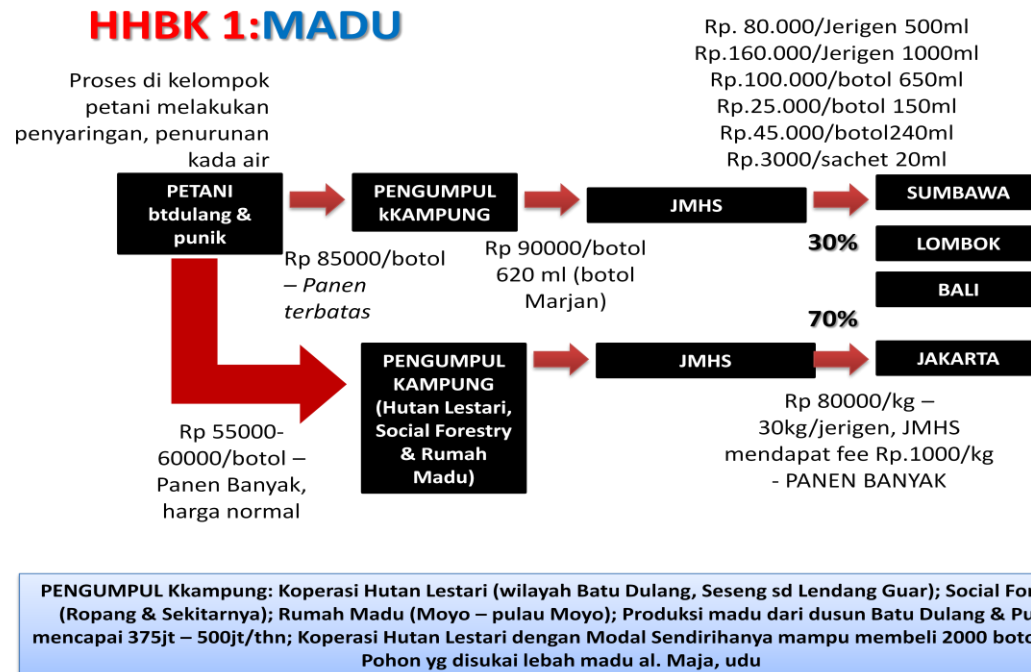 HHBK 1:MADU
Proses di kelompok
petani melakukan
penyaringan, penurunan
kada air
Rp. 80.000/Jerigen 500ml
Rp.160.000/Jerigen 1000ml
Rp.100.000/botol 650ml
Rp.25.000/botol 150ml
Rp.45.000/botol240ml
Rp.3000/sachet 20ml
PETANI
btdulang &
punik
PENGUMPUL
kKAMPUNG
JMHS
SUMBAWA
30%
LOMBOK
BALI
Rp 85000/botol
– Panen
terbatas
Rp 90000/botol
620 ml (botol
Marjan)
70%
PENGUMPUL
KAMPUNG
(Hutan Lestari,
Social Forestry
& Rumah
Madu)
JMHS
JAKARTA
Rp 55000-
60000/botol –
Panen Banyak,
harga normal
Rp 80000/kg –
30kg/jerigen, JMHS
mendapat fee Rp.1000/kg
- PANEN BANYAK
PENGUMPUL Kkampung: Koperasi Hutan Lestari (wilayah Batu Dulang, Seseng sd Lendang Guar); Social
(Ropang & Sekitarnya); Rumah Madu (Moyo – pulau Moyo); Produksi madu dari dusun Batu Dulang &
mencapai 375jt – 500jt/thn; Koperasi Hutan Lestari dengan Modal Sendirihanya mampu membeli 2000
Pohon yg disukai lebah madu al. Maja, udu